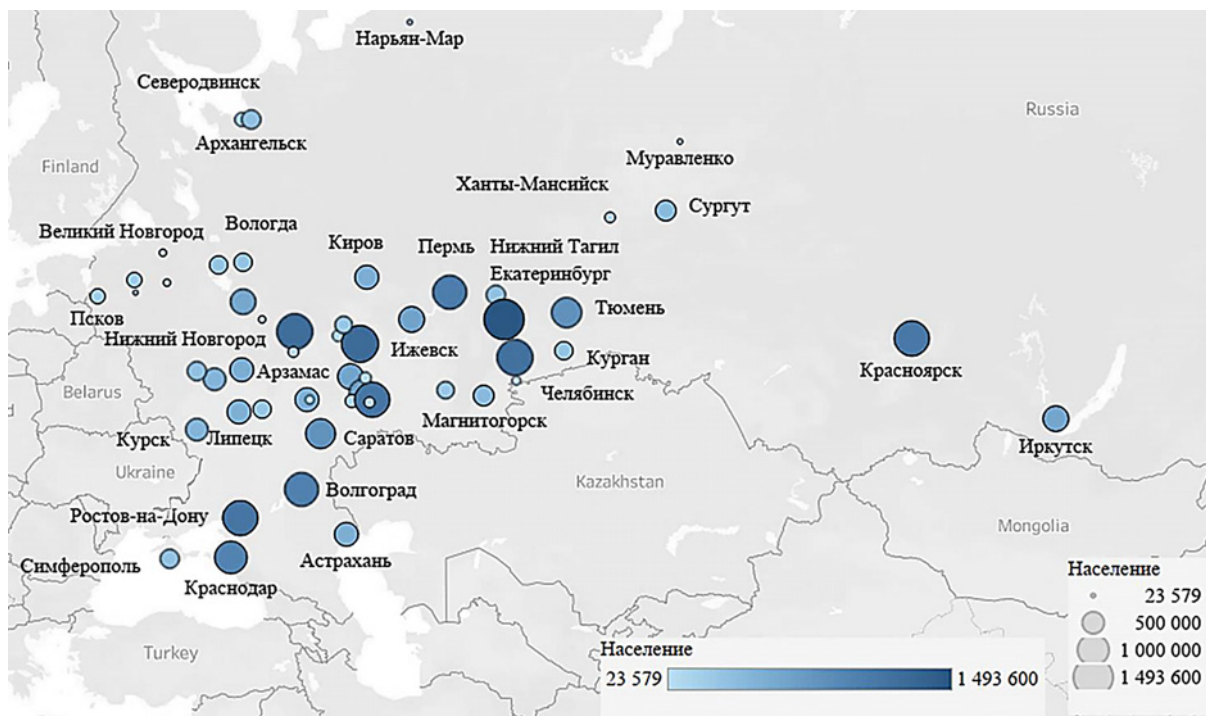 Нарьян-Мар
Северодвинск
Russia
Архангельск
Finland
Муравленко
Ханты-Мансийск
Сургут
Великий Новгород
Вологда
Киров
Пермь
Нижний Тагил
Екатеринбург
Тюмень
Псков
Нижний Новгород
Ижевск
Курган
Красноярск
Belarus
Арзамас
Челябинск
Магнитогорск
Курск
Липецк
Саратов
Иркутск
Ukraine
Kazakhstan
Волгоград
Ростов-на-Дону
Mongolia
Астрахань
Симферополь
Краснодар
Turkey
Население
23 579
1 493 600
Население
23 579
500 000
1 000 000
1 493 600